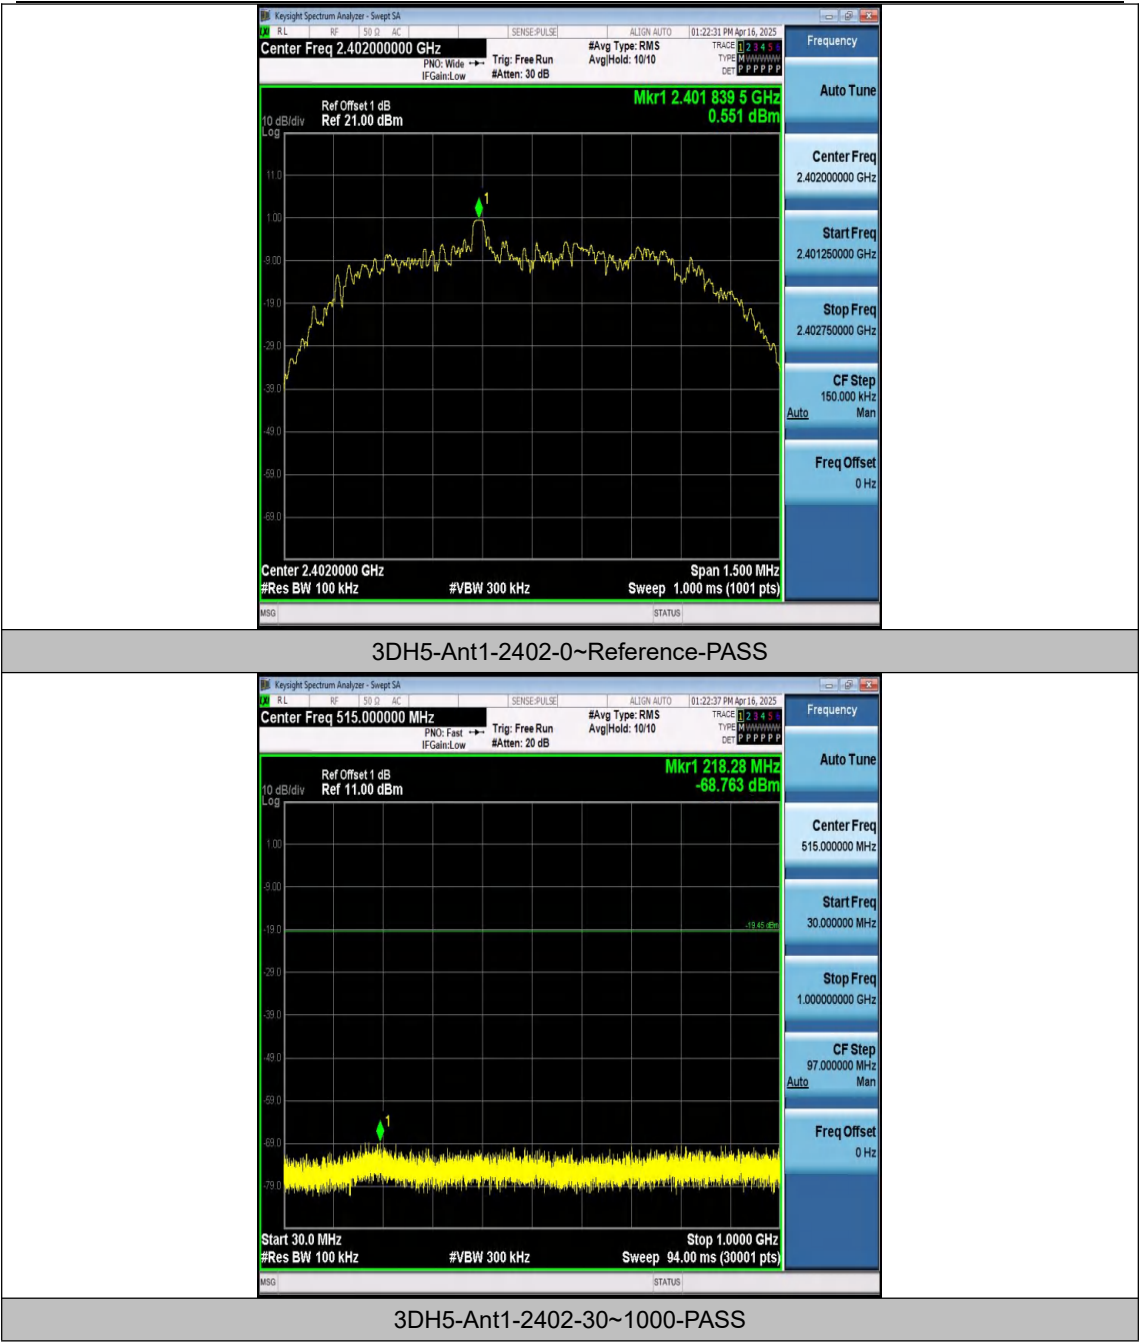 Keysight Spectrum Analyzer - Swept SA
RL RF 50 Ω AC SENSE:PULSE ALIGN AUTO 01:22:31 PM Apr 16, 2025
Center Freq 2.402000000 GHz
PNO: Wide
IFGain:Low
Trig: Free Run
#Atten: 30 dB
#Avg Type: RMS
Avg|Hold: 10/10
TRACE 1 2 3 4 5 6
TYPE M WWWWW
DET P P P P P P
Frequency
Auto Tune
Mkr1 2.401 839 5 GHz
0.551 dBm
Ref Offset 1 dB
10 dB/div Ref 21.00 dBm
Log
11.0
1
1.00
-9.00
-19.0
-29.0
-39.0
-49.0
-59.0
-69.0
Center Freq
2.402000000 GHz
Start Freq
2.401250000 GHz
Stop Freq
2.402750000 GHz
CF Step
150.000 kHz
Auto Man
Freq Offset
0 Hz
Center 2.4020000 GHz Span 1.500 MHz
#Res BW 100 kHz #VBW 300 kHz Sweep 1.000 ms (1001 pts)
MSG STATUS
3DH5-Ant1-2402-0~Reference-PASS
Keysight Spectrum Analyzer - Swept SA
RL RF 50 Ω AC SENSE:PULSE ALIGN AUTO 01:22:37 PM Apr 16, 2025
Center Freq 515.000000 MHz
PNO: Fast
IFGain:Low
Trig: Free Run
#Atten: 20 dB
#Avg Type: RMS
Avg|Hold: 10/10
TRACE 1 2 3 4 5 6
TYPE M WWWWW
DET P P P P P P
Frequency
Auto Tune
Mkr1 218.28 MHz
-68.763 dBm
Ref Offset 1 dB
10 dB/div Ref 11.00 dBm
Log
1.00
-9.00
-19.0
-19.45 dBm
-29.0
-39.0
-49.0
-59.0
1
-69.0
-79.0
Center Freq
515.000000 MHz
Start Freq
30.000000 MHz
Stop Freq
1.000000000 GHz
CF Step
97.000000 MHz
Auto Man
Freq Offset
0 Hz
Start 30.0 MHz Stop 1.0000 GHz
#Res BW 100 kHz #VBW 300 kHz Sweep 94.00 ms (30001 pts)
MSG STATUS
3DH5-Ant1-2402-30~1000-PASS